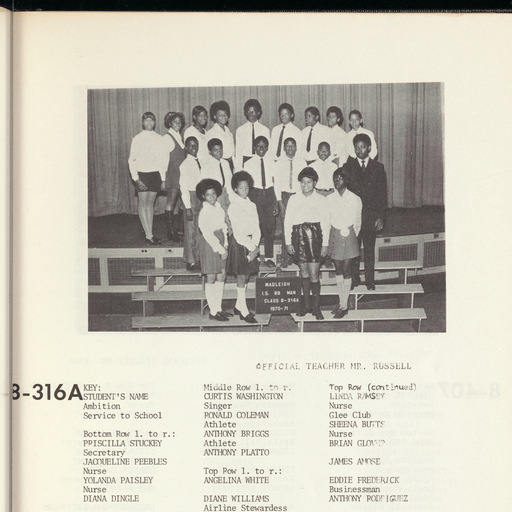 WADLEIGH
I.S. 88 MAN
CLASS 8-316A
1970-71
OFFICIAL TEACHER MR. RUSSELL
8-316A
KEY:
STUDENT'S NAME
Ambition
Service to School
Bottom Row l. to r.:
PRISCILLA STUCKEY
Secretary
JACQUELINE PEEBLES
Nurse
YOLANDA PAISLEY
Nurse
DIANA DINGLE
Middle Row l. to r.
CURTIS WASHINGTON
Singer
RONALD COLEMAN
Athlete
ANTHONY BRIGGS
Athlete
ANTHONY PLATTO
Top Row l. to r.:
ANGELINA WHITE
DIANE WILLIAMS
Airline Stewardess
Top Row (continued)
LINDA RAMSEY
Nurse
Glee Club
SHEENA BUTTS
Nurse
BRIAN GLOVER
JAMES AMOSE
EDDIE FREDERICK
Businessman
ANTHONY RODRIGUEZ